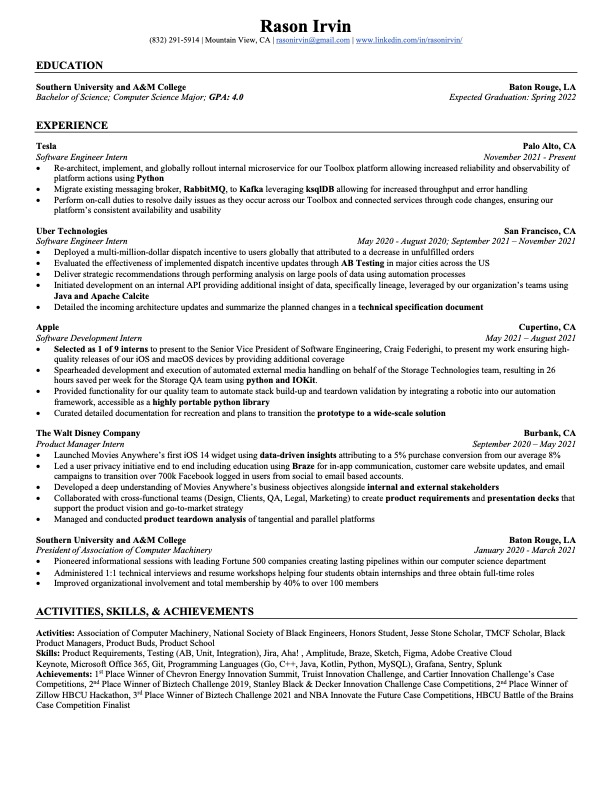 Rason Irvin
(832) 291-5914 | Mountain View, CA | rasonirvin@gmail.com | www.linkedin.com/in/rasonirvin/
EDUCATION
Southern University and A&M College Baton Rouge, LA
Bachelor of Science; Computer Science Major; GPA: 4.0 Expected Graduation: Spring 2022
EXPERIENCE
Tesla Palo Alto, CA
Software Engineer Intern November 2021 - Present
• Re-architect, implement, and globally rollout internal microservice for our Toolbox platform allowing increased reliability and observability of
platform actions using Python
• Migrate existing messaging broker, RabbitMQ, to Kafka leveraging ksqlDB allowing for increased throughput and error handling
• Perform on-call duties to resolve daily issues as they occur across our Toolbox and connected services through code changes, ensuring our
platform's consistent availability and usability
Uber Technologies San Francisco, CA
Software Engineer Intern May 2020 - August 2020; September 2021 – November 2021
• Deployed a multi-million-dollar dispatch incentive to users globally that attributed to a decrease in unfulfilled orders
• Evaluated the effectiveness of implemented dispatch incentive updates through AB Testing in major cities across the US
• Deliver strategic recommendations through performing analysis on large pools of data using automation processes
• Initiated development on an internal API providing additional insight of data, specifically lineage, leveraged by our organization's teams using
Java and Apache Calcite
• Detailed the incoming architecture updates and summarize the planned changes in a technical specification document
Apple Cupertino, CA
Software Development Intern May 2021 – August 2021
• Selected as 1 of 9 interns to present to the Senior Vice President of Software Engineering, Craig Federighi, to present my work ensuring high-
quality releases of our iOS and macOS devices by providing additional coverage
• Spearheaded development and execution of automated external media handling on behalf of the Storage Technologies team, resulting in 26
hours saved per week for the Storage QA team using python and IOKit.
• Provided functionality for our quality team to automate stack build-up and teardown validation by integrating a robotic into our automation
framework, accessible as a highly portable python library
• Curated detailed documentation for recreation and plans to transition the prototype to a wide-scale solution
The Walt Disney Company Burbank, CA
Product Manager Intern September 2020 – May 2021
• Launched Movies Anywhere's first iOS 14 widget using data-driven insights attributing to a 5% purchase conversion from our average 8%
• Led a user privacy initiative end to end including education using Braze for in-app communication, customer care website updates, and email
campaigns to transition over 700k Facebook logged in users from social to email based accounts.
• Developed a deep understanding of Movies Anywhere's business objectives alongside internal and external stakeholders
• Collaborated with cross-functional teams (Design, Clients, QA, Legal, Marketing) to create product requirements and presentation decks that
support the product vision and go-to-market strategy
• Managed and conducted product teardown analysis of tangential and parallel platforms
Southern University and A&M College Baton Rouge, LA
President of Association of Computer Machinery January 2020 - March 2021
• Pioneered informational sessions with leading Fortune 500 companies creating lasting pipelines within our computer science department
• Administered 1:1 technical interviews and resume workshops helping four students obtain internships and three obtain full-time roles
• Improved organizational involvement and total membership by 40% to over 100 members
ACTIVITIES, SKILLS, & ACHIEVEMENTS
Activities: Association of Computer Machinery, National Society of Black Engineers, Honors Student, Jesse Stone Scholar, TMCF Scholar, Black
Product Managers, Product Buds, Product School
Skills: Product Requirements, Testing (AB, Unit, Integration), Jira, Aha! , Amplitude, Braze, Sketch, Figma, Adobe Creative Cloud
Keynote, Microsoft Office 365, Git, Programming Languages (Go, C++, Java, Kotlin, Python, MySQL), Grafana, Sentry, Splunk
Achievements: 1st Place Winner of Chevron Energy Innovation Summit, Truist Innovation Challenge, and Cartier Innovation Challenge's Case
Competitions, 2nd Place Winner of Biztech Challenge 2019, Stanley Black & Decker Innovation Challenge Case Competitions, 2nd Place Winner of
Zillow HBCU Hackathon, 3rd Place Winner of Biztech Challenge 2021 and NBA Innovate the Future Case Competitions, HBCU Battle of the Brains
Case Competition Finalist